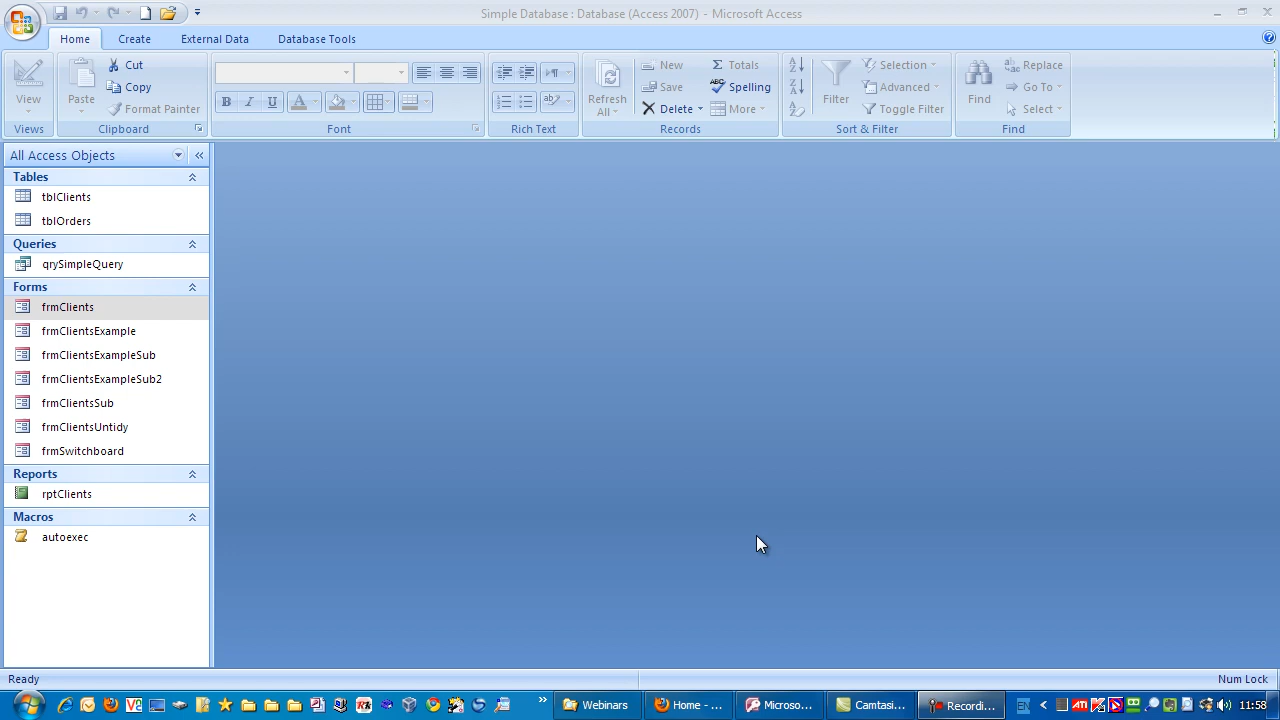 Simple Database : Database (Access 2007) - Microsoft Access
Home Create External Data Database Tools
View
Views
Paste
Cut
Copy
Format Painter
Clipboard
B I U A
Font
Rich Text
Refresh All
New
Save
Delete
Totals
Spelling
More
Records
Filter
Selection
Advanced
Toggle Filter
Sort & Filter
Find
Replace
Go To
Select
Find
All Access Objects
Tables
tblClients
tblOrders
Queries
qrySimpleQuery
Forms
frmClients
frmClientsExample
frmClientsExampleSub
frmClientsExampleSub2
frmClientsSub
frmClientsUntidy
frmSwitchboard
Reports
rptClients
Macros
autoexec
Ready Num Lock
Webinars Home - ... Microso... Camtasi... Recordi... EN ATI 11:58